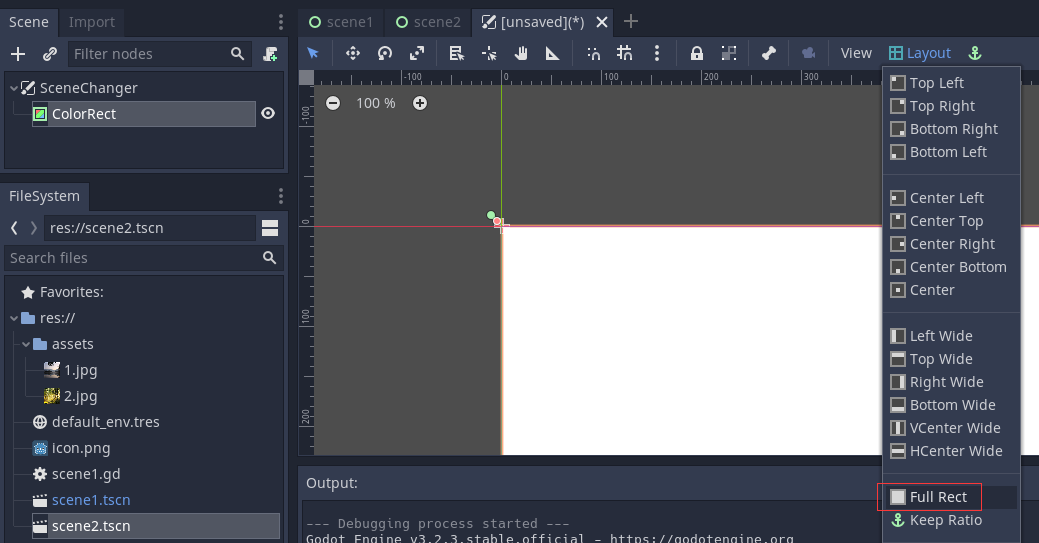 Scene Import
Filter nodes
SceneChanger
ColorRect
FileSystem
res://scene2.tscn
Search files
Favorites:
res://
assets
1.jpg
2.jpg
default_env.tres
icon.png
scene1.gd
scene1.tscn
scene2.tscn
scene1 scene2 [unsaved](*)
View Layout
-100 0 100 200 300
100 %
-100
0
100
200
Top Left
Top Right
Bottom Right
Bottom Left
Center Left
Center Top
Center Right
Center Bottom
Center
Left Wide
Top Wide
Right Wide
Bottom Wide
VCenter Wide
HCenter Wide
Full Rect
Keep Ratio
Output:
--- Debugging process started ---
Godot Engine v3.2.3.stable.official - https://godotengine.org